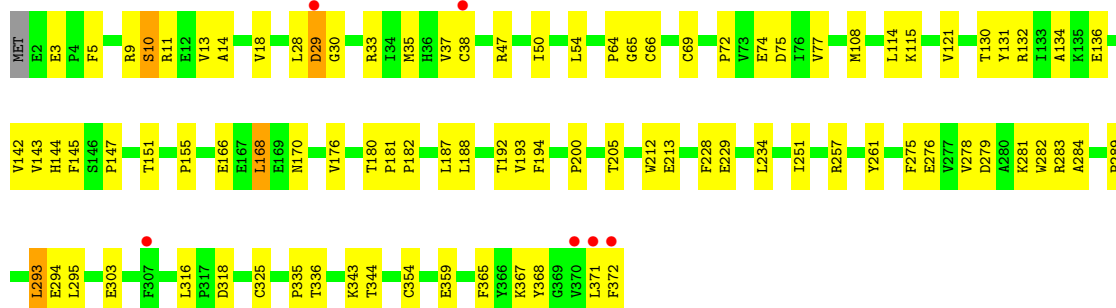 MET E2 E3 P4 F5 R9 S10 R11 E12 V13 A14 V18 L28 D29 G30 R33 I34 M35 H36 V37 C38 R47 I50 L54 P64 G65 C66 C69 P72 V73 E74 D75 I76 V77 M108 L114 K115 V121 T130 Y131 R132 I133 A134 K135 E136
V142 V143 H144 F145 S146 P147 T151 P155 E166 E167 L168 E169 N170 V176 T180 P181 P182 L187 L188 T192 V193 F194 P200 T205 W212 E213 F228 E229 L234 I251 R257 Y261 F275 E276 V277 V278 D279 A280 K281 W282 R283 A284
L293 E294 L295 E303 F307 L316 P317 D318 C325 P335 T336 K343 T344 C354 E359 F365 Y366 K367 Y368 G369 V370 L371 F372